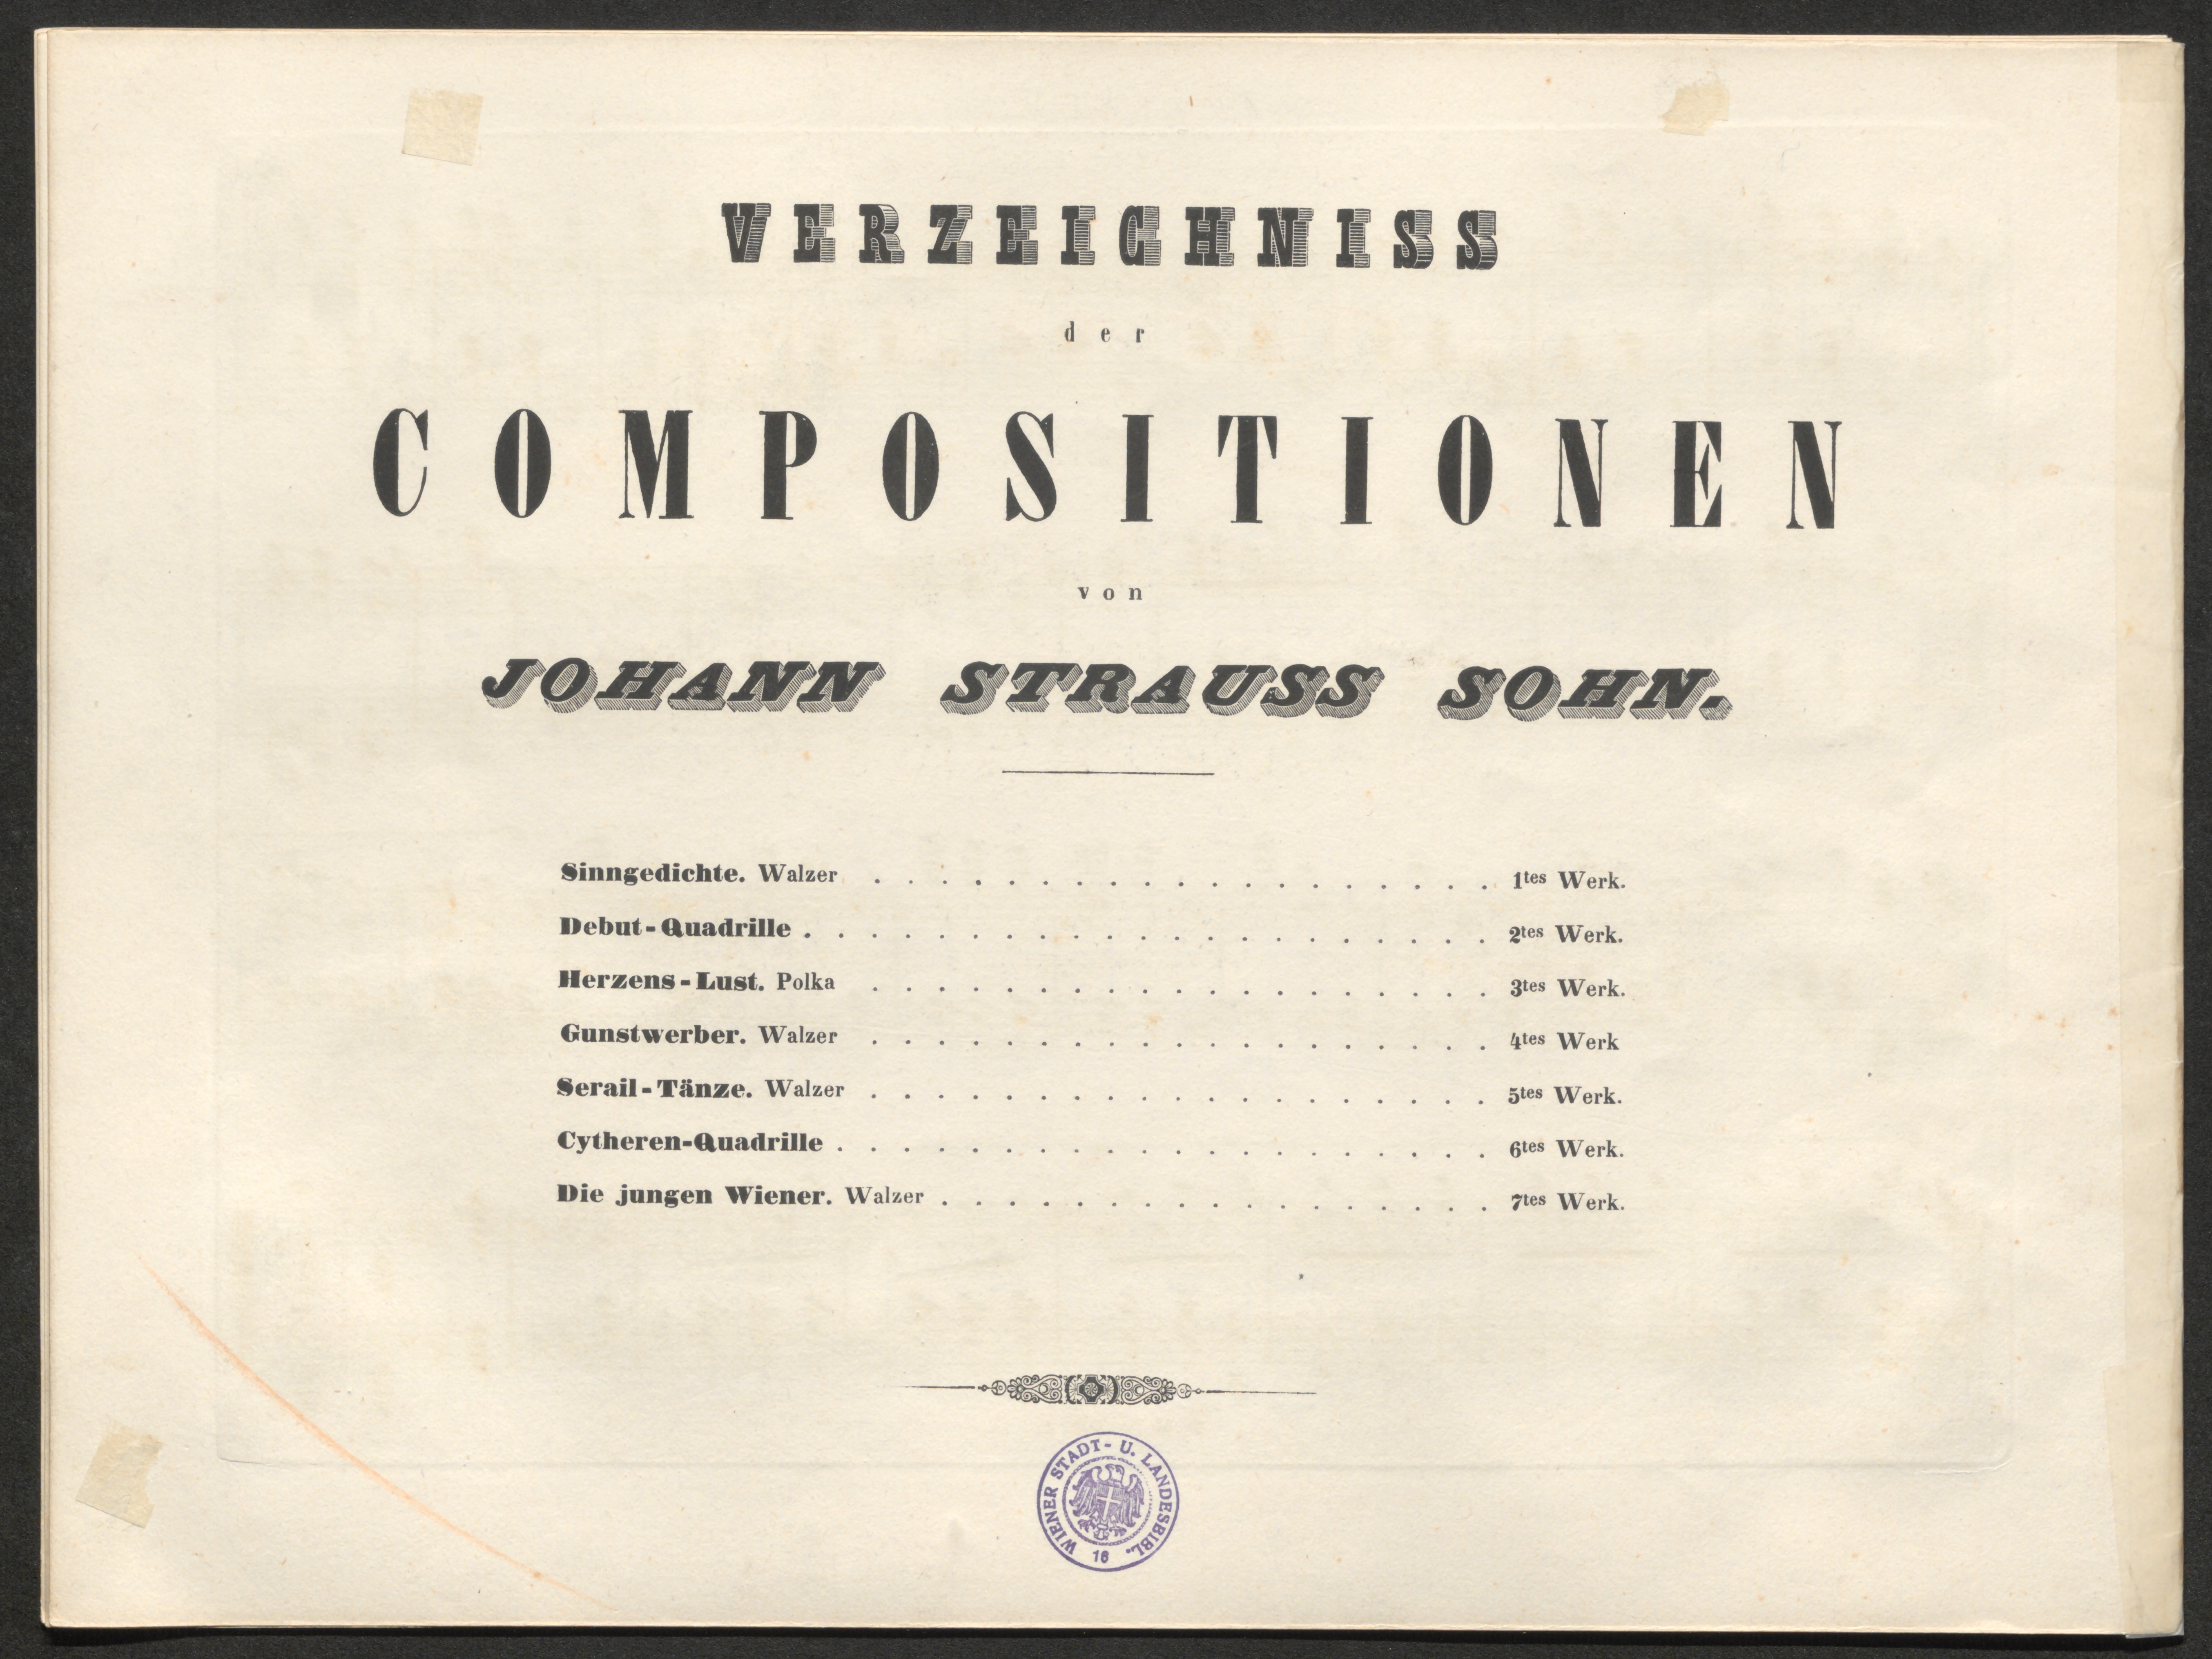 VERZEICHNISS
der
COMPOSITIONEN
von
JOHANN STRAUSS SOHN.
Sinngedichte. Walzer . . . . . . . . . . . . . . . . . . . 1tes Werk.
Debut-Quadrille . . . . . . . . . . . . . . . . . . . . . 2tes Werk.
Herzens-Lust. Polka . . . . . . . . . . . . . . . . . . . 3tes Werk.
Gunstwerber. Walzer . . . . . . . . . . . . . . . . . . . 4tes Werk
Serail-Tänze. Walzer . . . . . . . . . . . . . . . . . . . 5tes Werk.
Cytheren-Quadrille . . . . . . . . . . . . . . . . . . . . 6tes Werk.
Die jungen Wiener. Walzer . . . . . . . . . . . . . . . . . 7tes Werk.
WIENER STADT- U. LANDESBIBL.
16